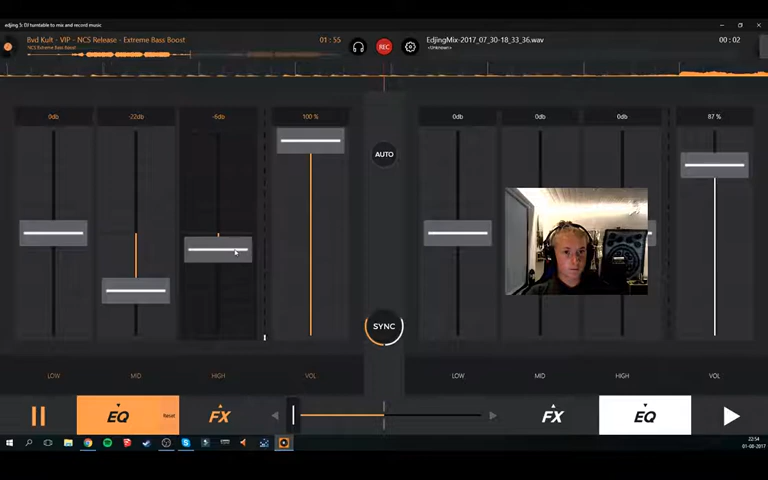 edjing 5: DJ turntable to mix and record music
Bvd Kult - VIP - NCS Release - Extreme Bass Boost
NCS Extreme Bass Boost
01 : 55
REC
EdjingMix-2017_07_30-18_33_36.wav
<Unknown>
00 : 02
0db
-22db
-6db
100 %
0db
0db
0db
87 %
AUTO
SYNC
LOW
MID
HIGH
VOL
LOW
MID
HIGH
VOL
EQ
Reset
FX
FX
EQ
22:54
01-08-2017